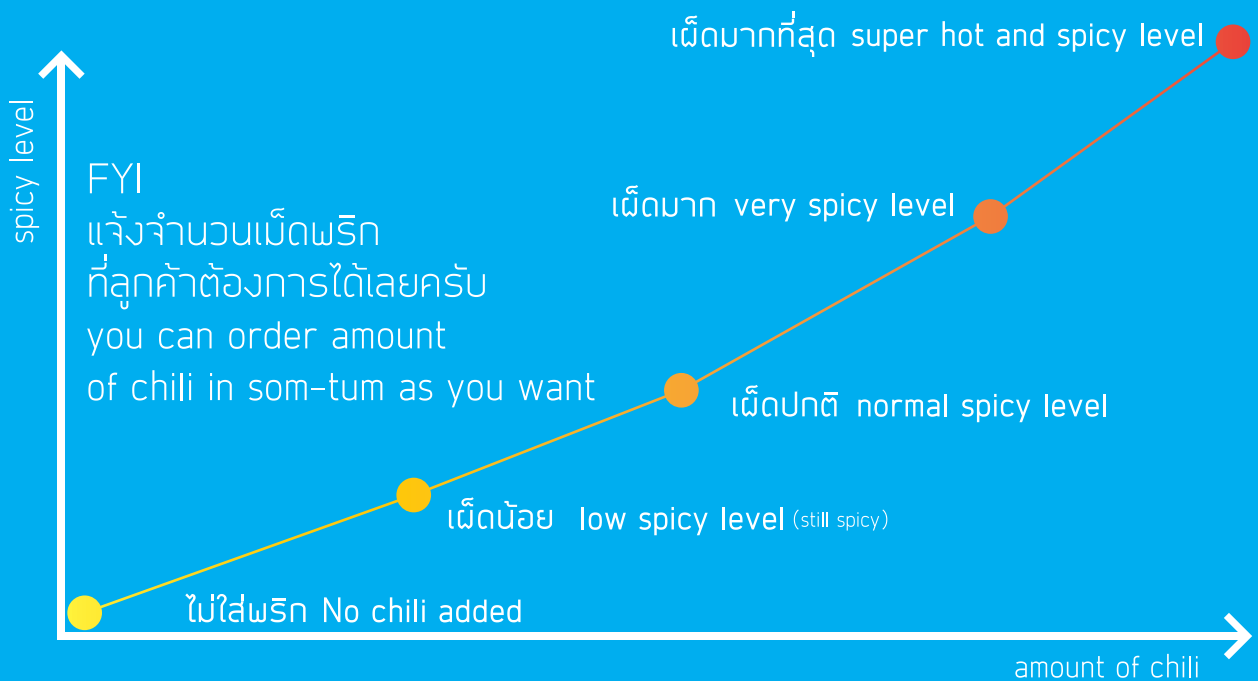 เผ็ดมากที่สุด super hot and spicy level
spicy level
FYI
แจ้งจำนวนเม็ดพริก
ที่ลูกค้าต้องการได้เลยครับ
you can order amount
of chili in som-tum as you want
เผ็ดมาก very spicy level
เผ็ดปกติ normal spicy level
เผ็ดน้อย low spicy level (still spicy)
ไม่ใส่พริก No chili added
amount of chili